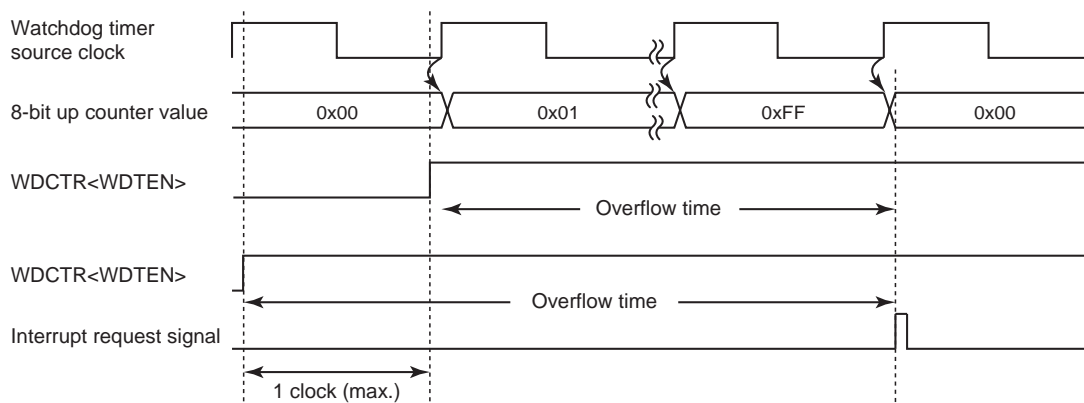 Watchdog timer
source clock
8-bit up counter value
0x00
0x01
0xFF
0x00
WDCTR<WDTEN>
Overflow time
WDCTR<WDTEN>
Overflow time
Interrupt request signal
1 clock (max.)